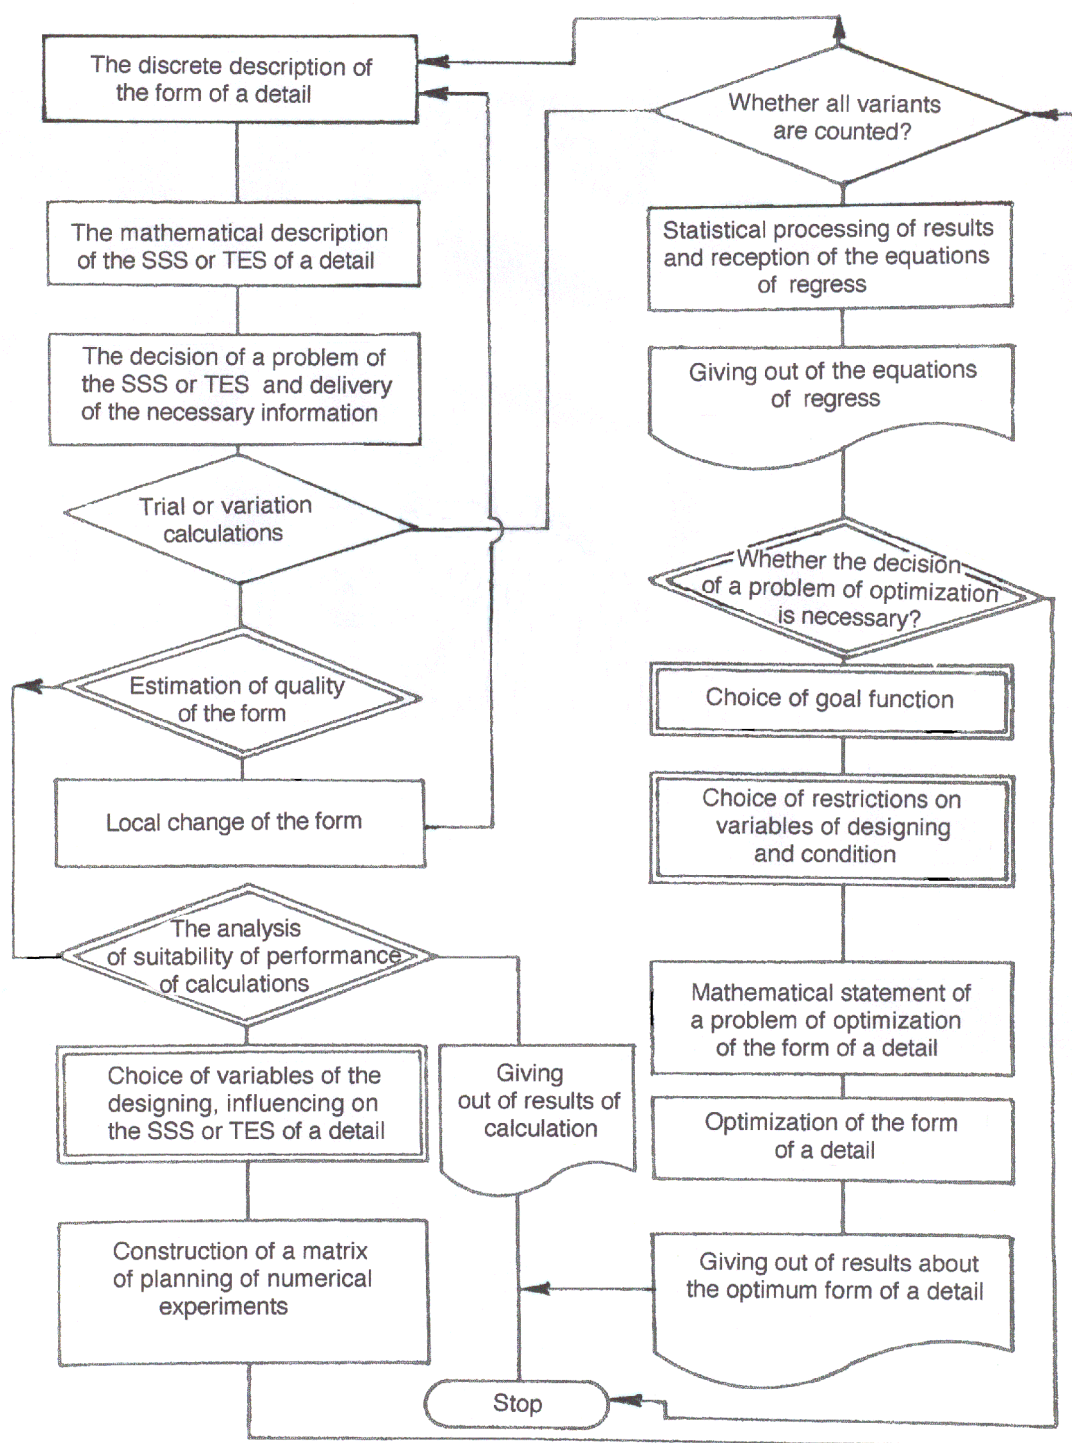 The discrete description of
the form of a detail
The mathematical description
of the SSS or TES of a detail
The decision of a problem of
the SSS or TES and delivery
of the necessary information
Trial or variation
calculations
Estimation of quality
of the form
Local change of the form
The analysis
of suitability of performance
of calculations
Choice of variables of the
designing, influencing on
the SSS or TES of a detail
Construction of a matrix
of planning of numerical
experiments
Giving
out of results of
calculation
Stop
Whether all variants
are counted?
Statistical processing of results
and reception of the equations
of regress
Giving out of the equations
of regress
Whether the decision
of a problem of optimization
is necessary?
Choice of goal function
Choice of restrictions on
variables of designing
and condition
Mathematical statement of
a problem of optimization
of the form of a detail
Optimization of the form
of a detail
Giving out of results about
the optimum form of a detail